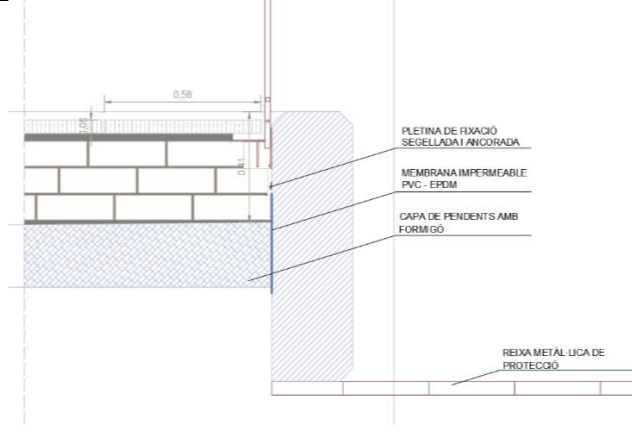 0,58
0,05
0,41
PLETINA DE FIXACIÓ
SEGELLADA I ANCORADA
MEMBRANA IMPERMEABLE
PVC - EPDM
CAPA DE PENDENTS AMB
FORMIGÓ
REIXA METÀL·LICA DE
PROTECCIÓ